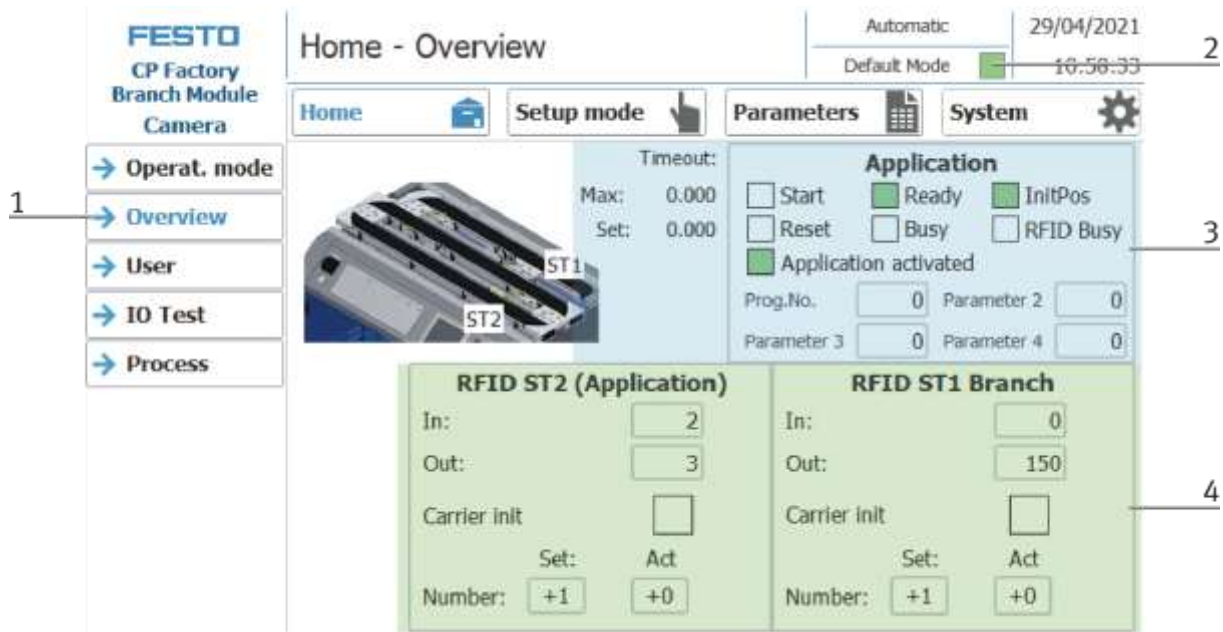 FESTO
CP Factory
Branch Module
Camera
Home - Overview
Automatic
29/04/2021
Default Mode
10:58:33
2
Home
Setup mode
Parameters
System
1
Operat. mode
Overview
User
IO Test
Process
Timeout:
Max: 0.000
Set: 0.000
ST1
ST2
Application
Start Ready InitPos
Reset Busy RFID Busy
Application activated
Prog.No. 0 Parameter 2 0
Parameter 3 0 Parameter 4 0
3
RFID ST2 (Application)
In: 2
Out: 3
Carrier init
Set: Act
Number: +1 +0
RFID ST1 Branch
In: 0
Out: 150
Carrier init
Set: Act
Number: +1 +0
4